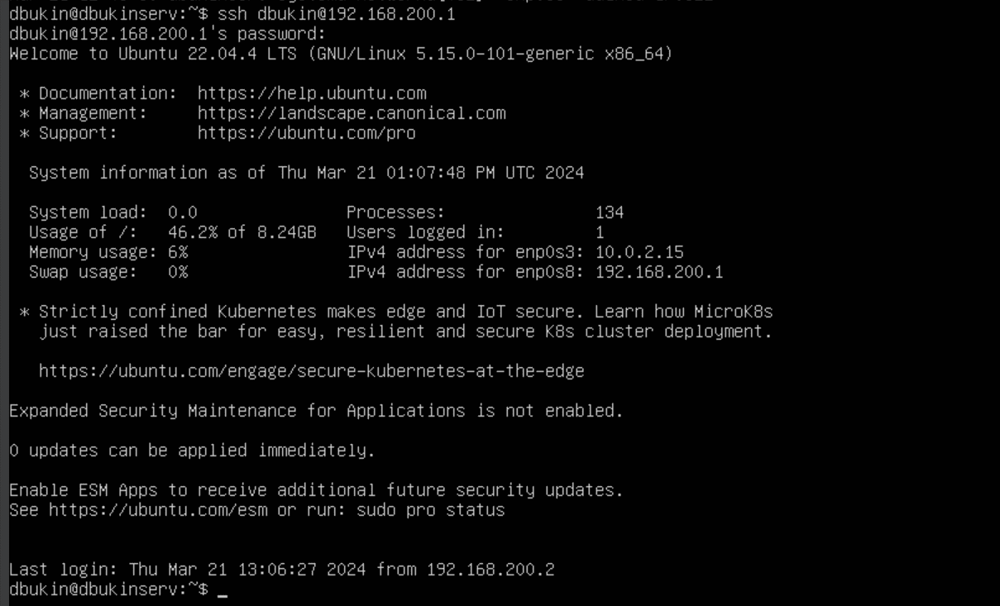 dbukin@dbukinserv:~$ ssh dbukin@192.168.200.1
dbukin@192.168.200.1's password:
Welcome to Ubuntu 22.04.4 LTS (GNU/Linux 5.15.0-101-generic x86_64)
* Documentation:  https://help.ubuntu.com
* Management:     https://landscape.canonical.com
* Support:        https://ubuntu.com/pro
System information as of Thu Mar 21 01:07:48 PM UTC 2024
System load:  0.0               Processes:               134
Usage of /:   46.2% of 8.24GB   Users logged in:         1
Memory usage: 6%                IPv4 address for enp0s3: 10.0.2.15
Swap usage:   0%                IPv4 address for enp0s8: 192.168.200.1
* Strictly confined Kubernetes makes edge and IoT secure. Learn how MicroK8s
just raised the bar for easy, resilient and secure K8s cluster deployment.
https://ubuntu.com/engage/secure-kubernetes-at-the-edge
Expanded Security Maintenance for Applications is not enabled.
0 updates can be applied immediately.
Enable ESM Apps to receive additional future security updates.
See https://ubuntu.com/esm or run: sudo pro status
Last login: Thu Mar 21 13:06:27 2024 from 192.168.200.2
dbukin@dbukinserv:~$ _